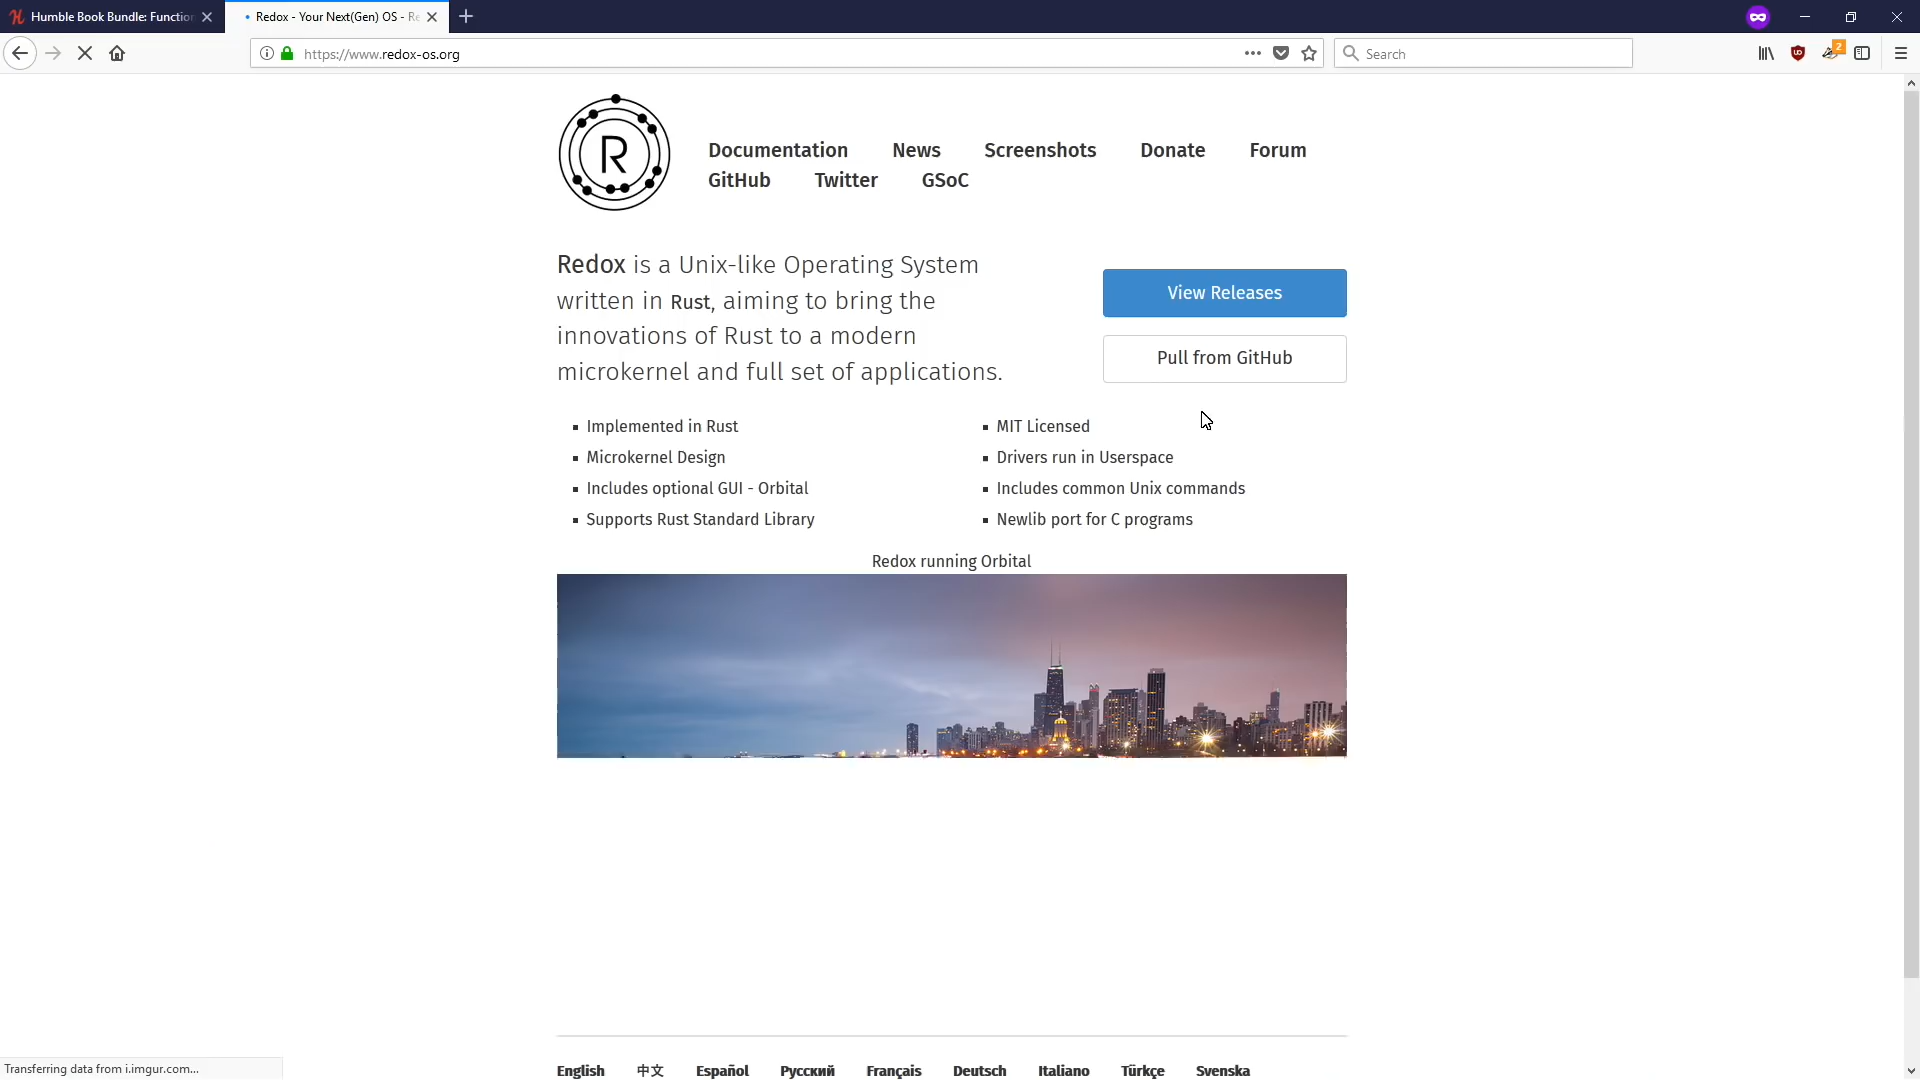 Humble Book Bundle: Function
Redox - Your Next(Gen) OS - Re
https://www.redox-os.org
Search
2
R
Documentation News Screenshots Donate Forum
GitHub Twitter GSoC
Redox is a Unix-like Operating System
written in Rust, aiming to bring the
innovations of Rust to a modern
microkernel and full set of applications.
View Releases
Pull from GitHub
Implemented in Rust
Microkernel Design
Includes optional GUI - Orbital
Supports Rust Standard Library
MIT Licensed
Drivers run in Userspace
Includes common Unix commands
Newlib port for C programs
Redox running Orbital
English 中文 Español Русский Français Deutsch Italiano Türkçe Svenska
Transferring data from i.imgur.com...